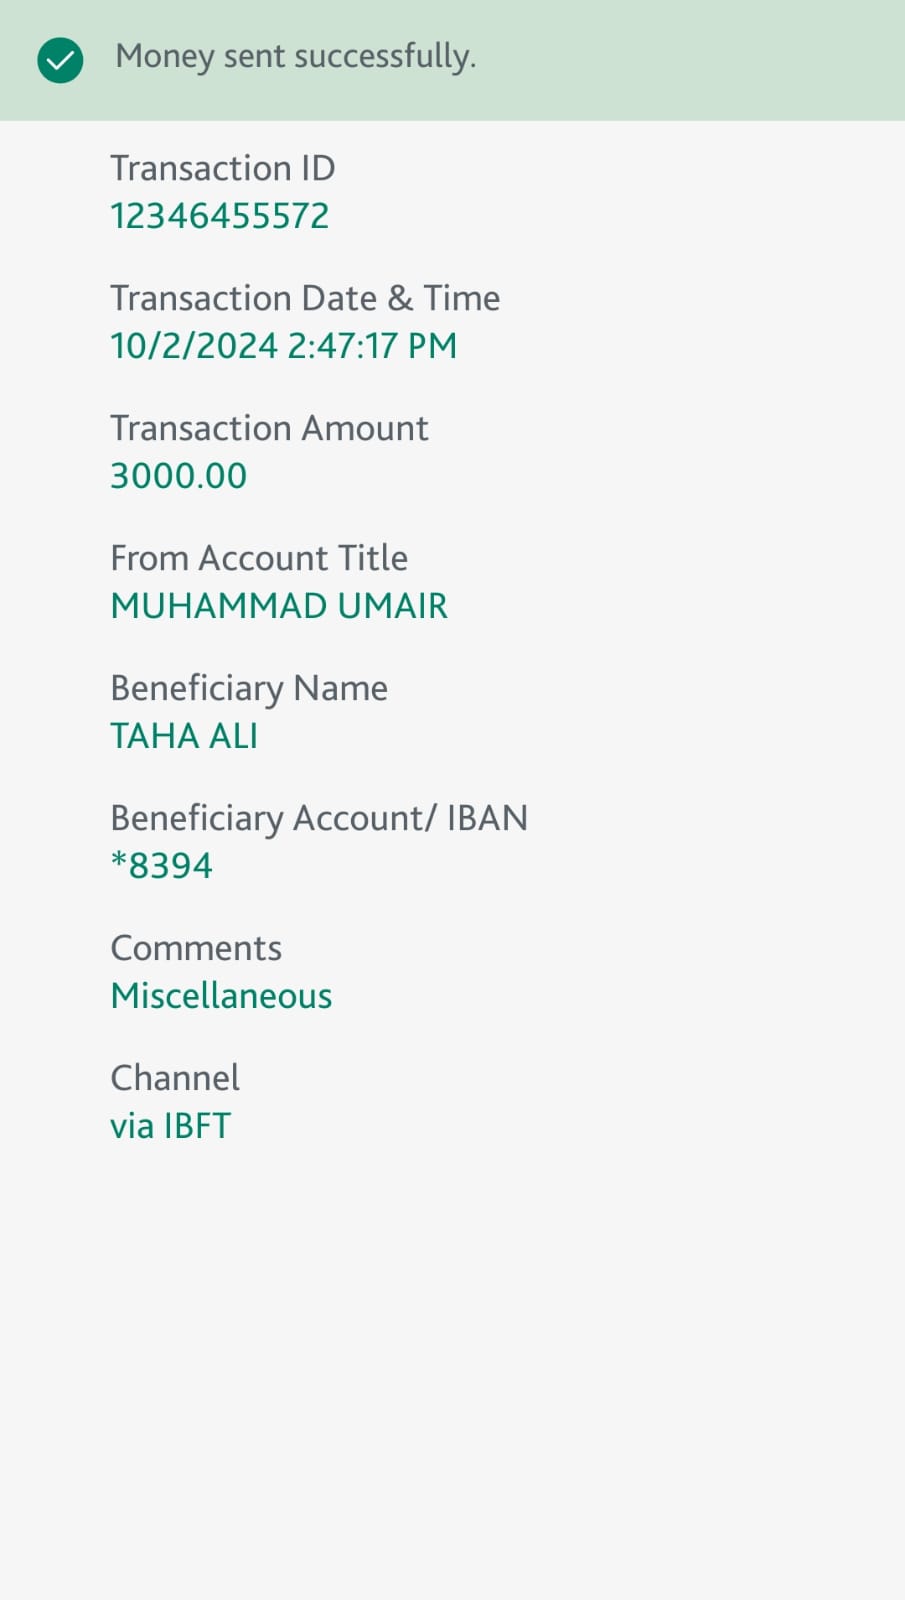 Money sent successfully.
Transaction ID
12346455572
Transaction Date & Time
10/2/2024 2:47:17 PM
Transaction Amount
3000.00
From Account Title
MUHAMMAD UMAIR
Beneficiary Name
TAHA ALI
Beneficiary Account/ IBAN
*8394
Comments
Miscellaneous
Channel
via IBFT